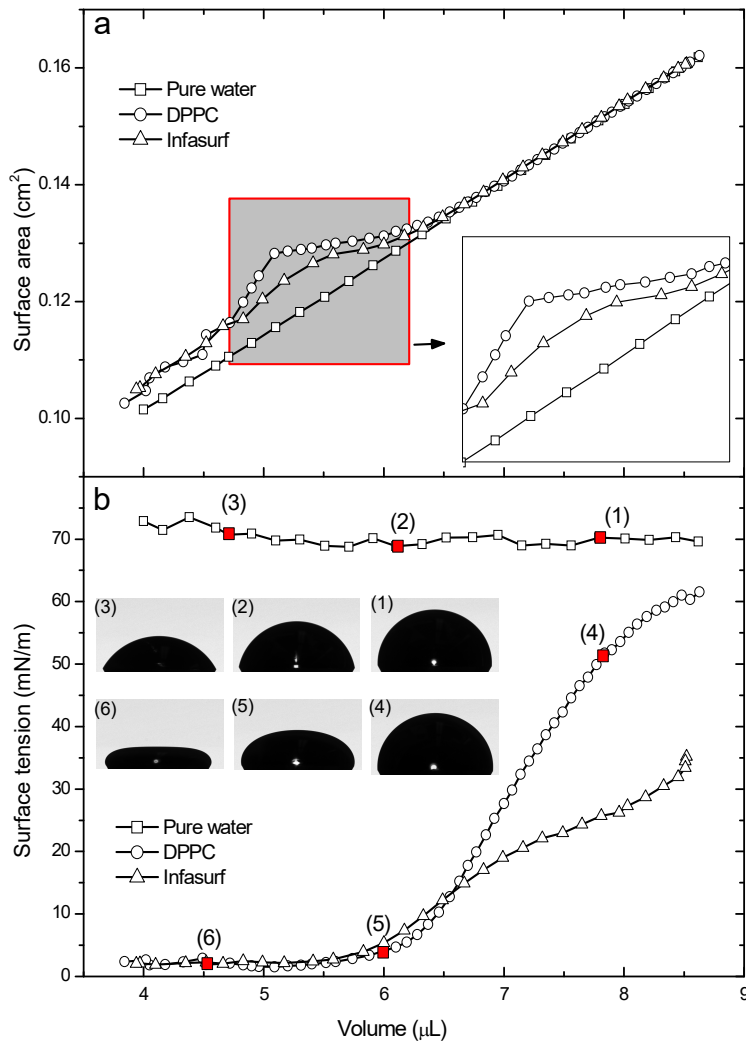 a
0.16
0.14
0.12
0.10
Surface area (cm²)
Pure water
DPPC
Infasurf
b
70
60
50
40
30
20
10
0
Surface tension (mN/m)
(3)
(2)
(1)
(4)
(5)
(6)
(3)
(2)
(1)
(6)
(5)
(4)
Pure water
DPPC
Infasurf
4
5
6
7
8
9
Volume (μL)